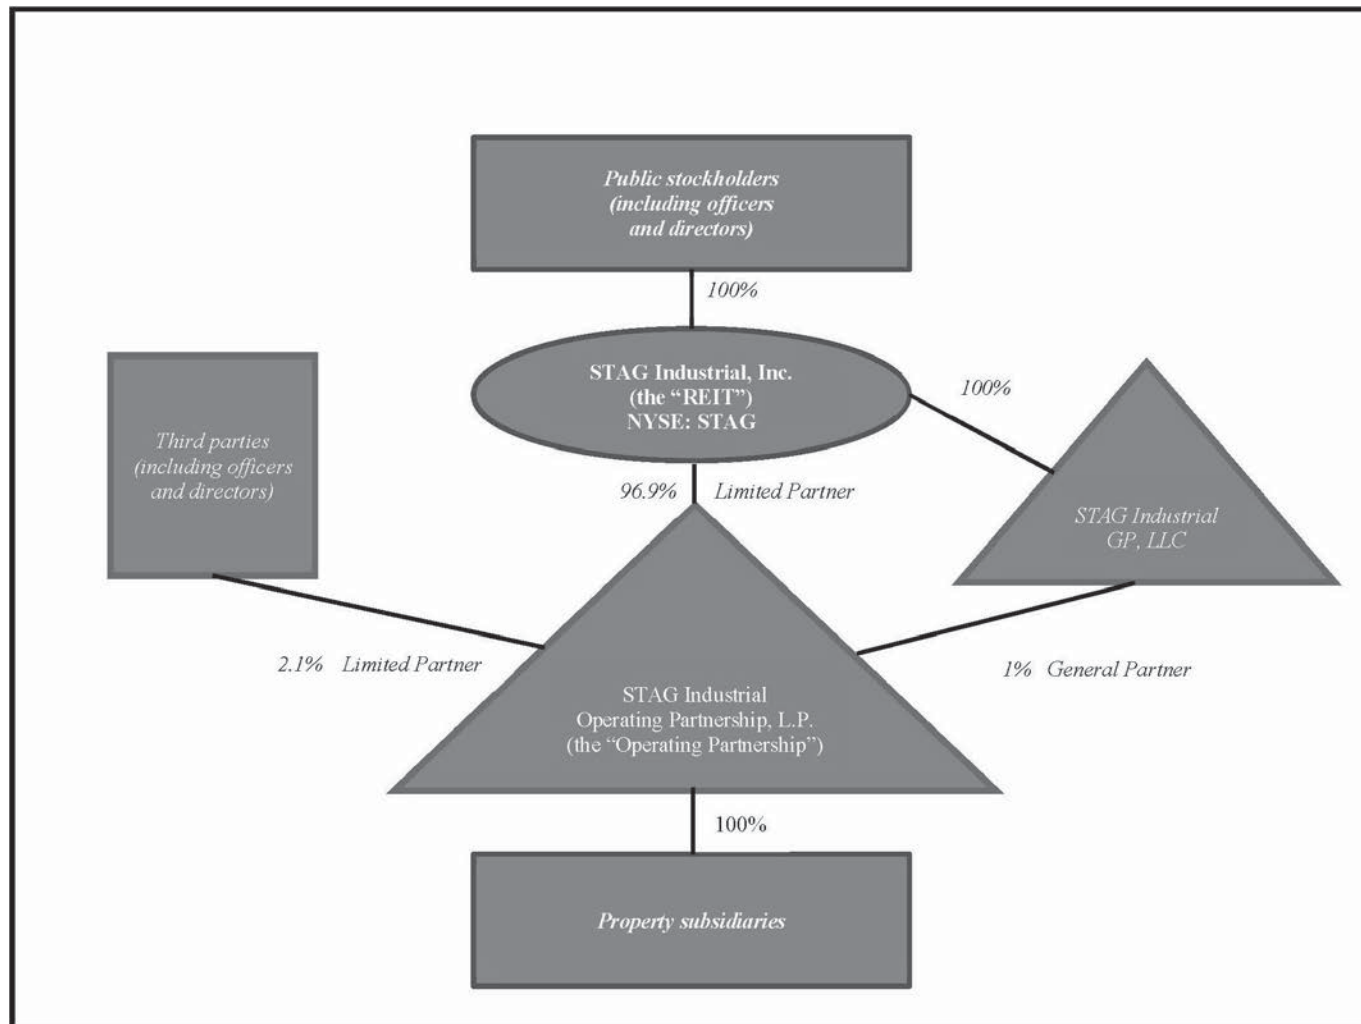 Public stockholders
(including officers
and directors)
100%
STAG Industrial, Inc.
(the “REIT”)
NYSE: STAG
100%
Third parties
(including officers
and directors)
96.9% Limited Partner
STAG Industrial
GP, LLC
2.1% Limited Partner
1% General Partner
STAG Industrial
Operating Partnership, L.P.
(the “Operating Partnership”)
100%
Property subsidiaries